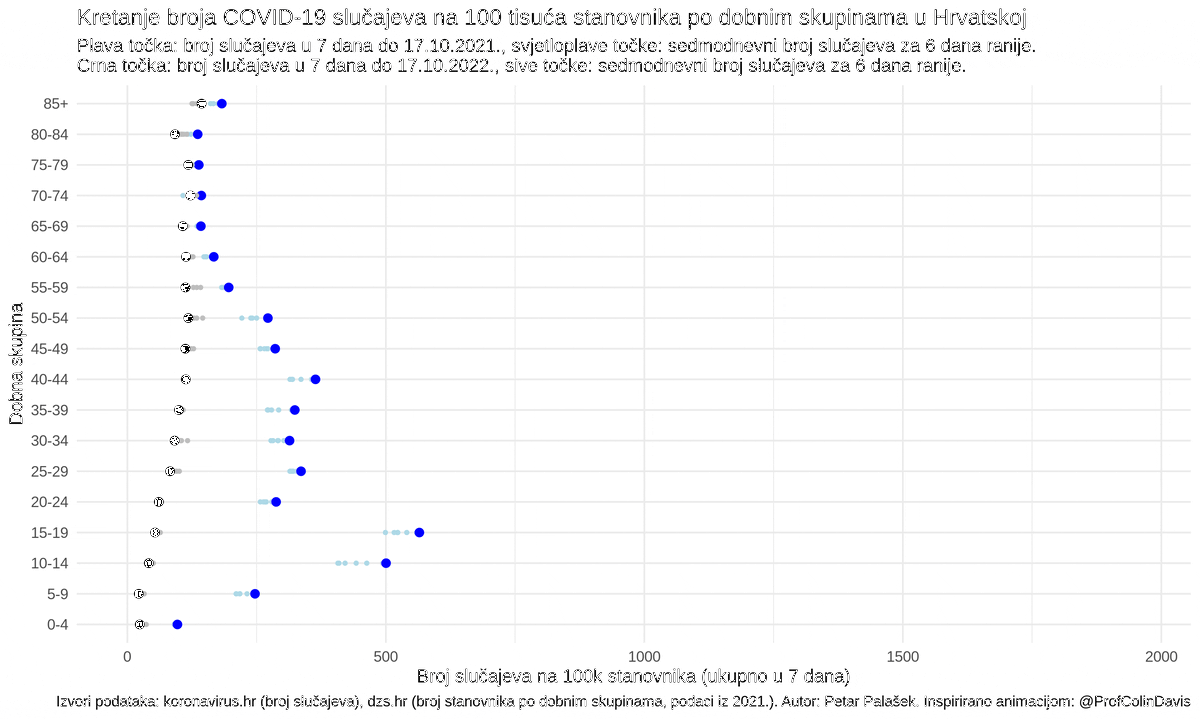 Kretanje broja COVID-19 slučajeva na 100 tisuća stanovnika po dobnim skupinama u Hrvatskoj
Plava točka: broj slučajeva u 7 dana do 17.10.2021., svjetloplave točke: sedmodnevni broj slučajeva za 6 dana ranije.
Crna točka: broj slučajeva u 7 dana do 17.10.2022., sive točke: sedmodnevni broj slučajeva za 6 dana ranije.
Dobna skupina
85+
80-84
75-79
70-74
65-69
60-64
55-59
50-54
45-49
40-44
35-39
30-34
25-29
20-24
15-19
10-14
5-9
0-4
0 500 1000 1500 2000
Broj slučajeva na 100k stanovnika (ukupno u 7 dana)
Izvori podataka: koronavirus.hr (broj slučajeva), dzs.hr (broj stanovnika po dobnim skupinama, podaci iz 2021.). Autor: Petar Palašek. Inspirirano animacijom: @ProfColinDavis